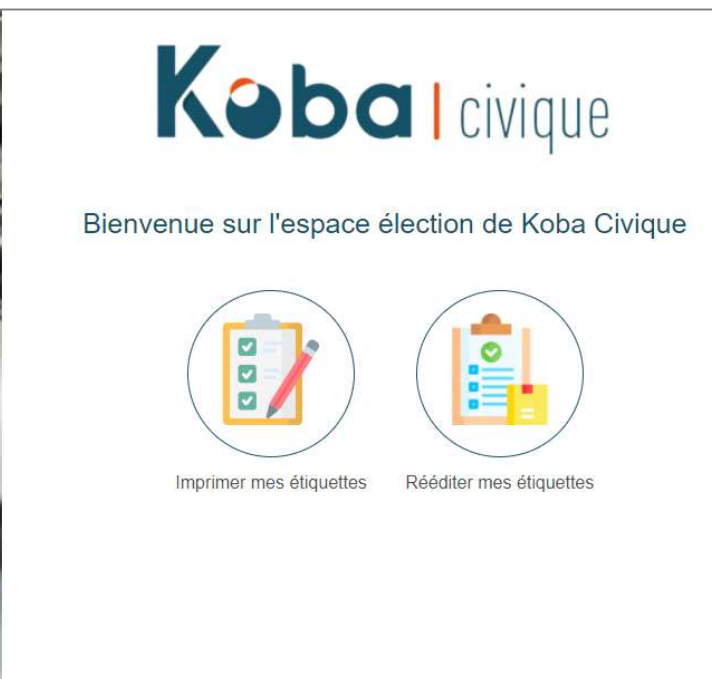 Koba | civique
Bienvenue sur l'espace élection de Koba Civique
Imprimer mes étiquettes Rééditer mes étiquettes